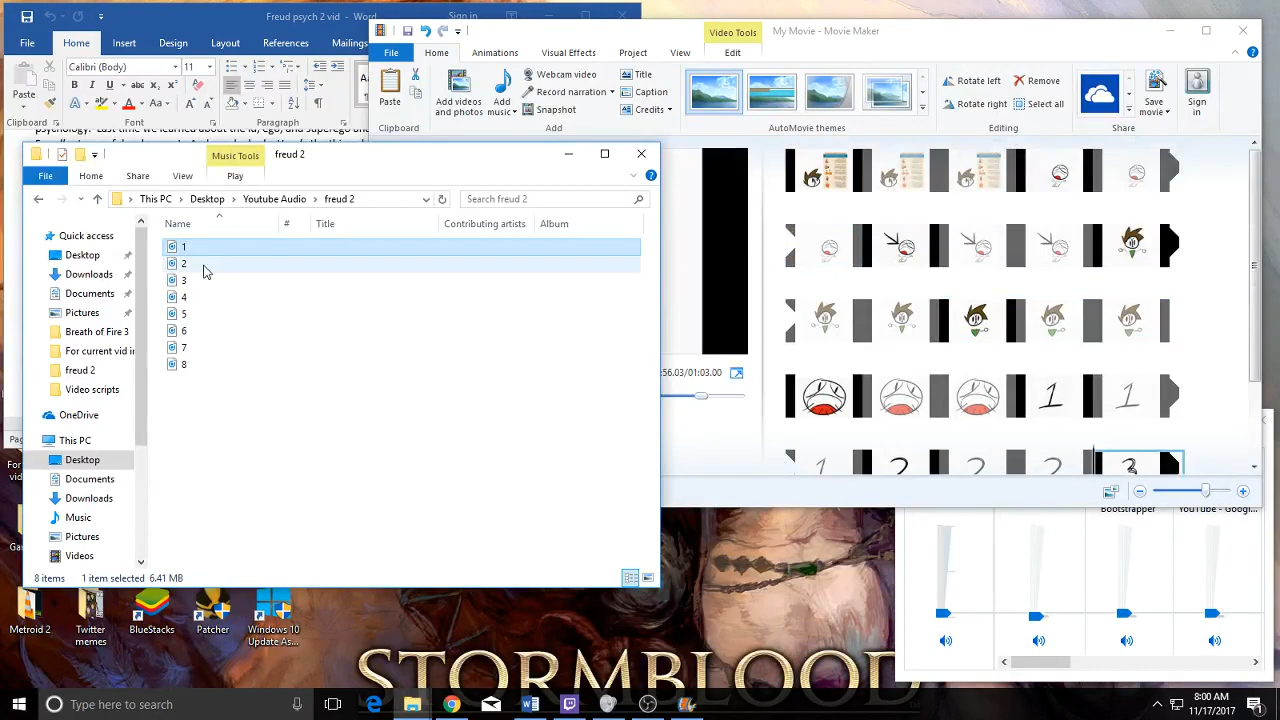 Freud psych 2 vid
Sign in
File Home Insert Design Layout References Mailings
Calibri (Body) 11
Paste
Clipboard Font Paragraph
My Movie - Movie Maker
Video Tools
File Home Animations Visual Effects Project View Edit
Paste
Add videos and photos
Add music
Webcam video
Record narration
Snapshot
Title
Caption
Credits
Rotate left
Rotate right
Remove
Select all
Save movie
Sign in
Clipboard Add AutoMovie themes Editing Share
psychology. Last time we learned about the id, ego, and superego and
Music Tools
freud 2
File Home Share View Play
This PC Desktop Youtube Audio freud 2
Search freud 2
Name # Title Contributing artists Album
Quick access
Desktop
Downloads
Documents
Pictures
Breath of Fire 3
For current vid in
freud 2
Videos scripts
OneDrive
This PC
Desktop
Documents
Downloads
Music
Pictures
Videos
1
2
3
4
5
6
7
8
8 items 1 item selected 6.41 MB
:56.03/01:03.00
1 1
1 2 2 2 3
Bootstrapper
YouTube - Googl...
Metroid 2
Twitter memes
BlueStacks
Patcher
Windows 10 Update As...
STORMBLOOD
Type here to search
8:00 AM
11/17/2017